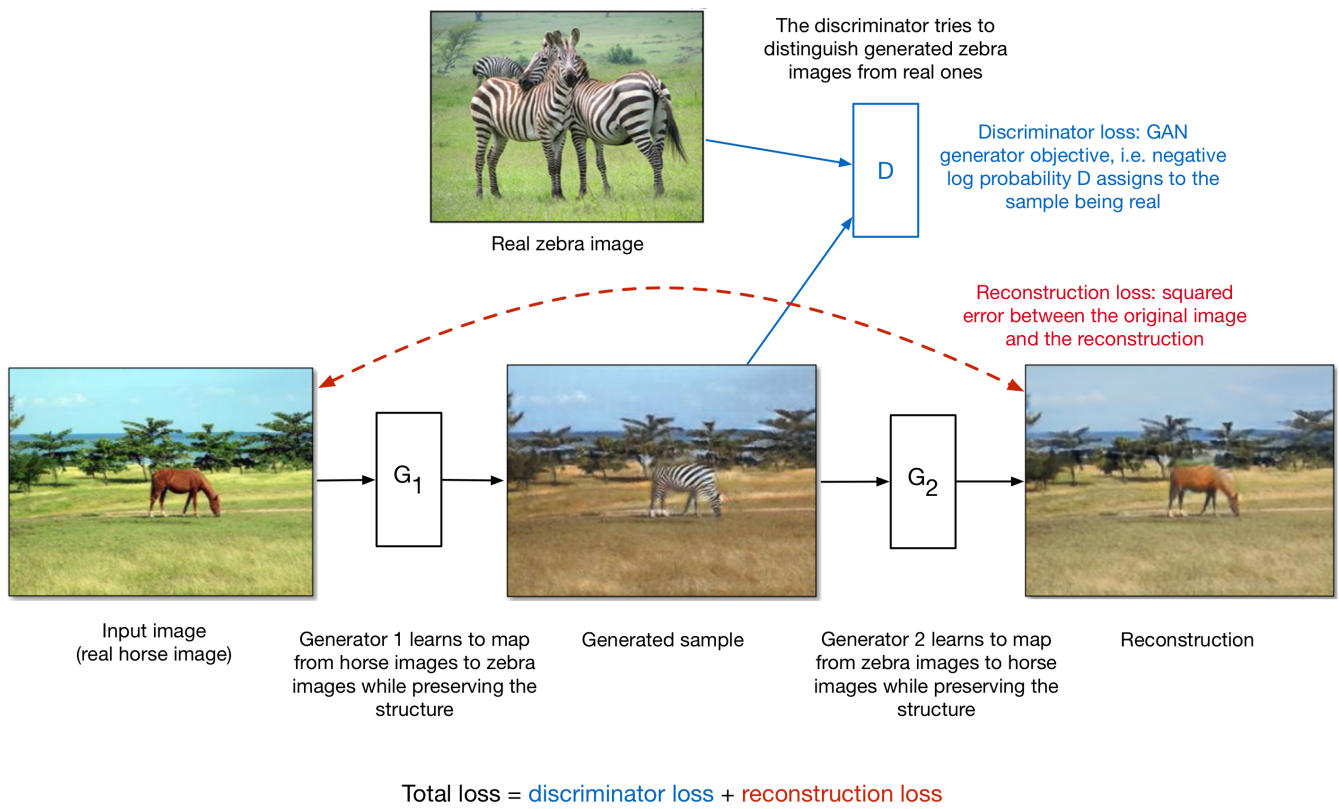 The discriminator tries to
distinguish generated zebra
images from real ones
D
Discriminator loss: GAN
generator objective, i.e. negative
log probability D assigns to the
sample being real
Real zebra image
Reconstruction loss: squared
error between the original image
and the reconstruction
G1
G2
Input image
(real horse image)
Generator 1 learns to map
from horse images to zebra
images while preserving the
structure
Generated sample
Generator 2 learns to map
from zebra images to horse
images while preserving the
structure
Reconstruction
Total loss = discriminator loss + reconstruction loss